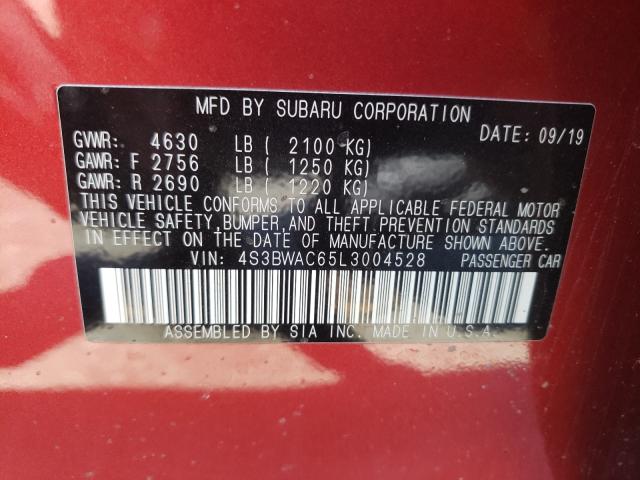 MFD BY SUBARU CORPORATION
DATE: 09/19
GVWR: 4630 LB ( 2100 KG)
GAWR: F 2756 LB ( 1250 KG)
GAWR: R 2690 LB ( 1220 KG)
THIS VEHICLE CONFORMS TO ALL APPLICABLE FEDERAL MOTOR
VEHICLE SAFETY, BUMPER, AND THEFT PREVENTION STANDARDS
IN EFFECT ON THE DATE OF MANUFACTURE SHOWN ABOVE.
VIN: 4S3BWAC65L3004528 PASSENGER CAR
ASSEMBLED BY SIA INC. MADE IN U.S.A.